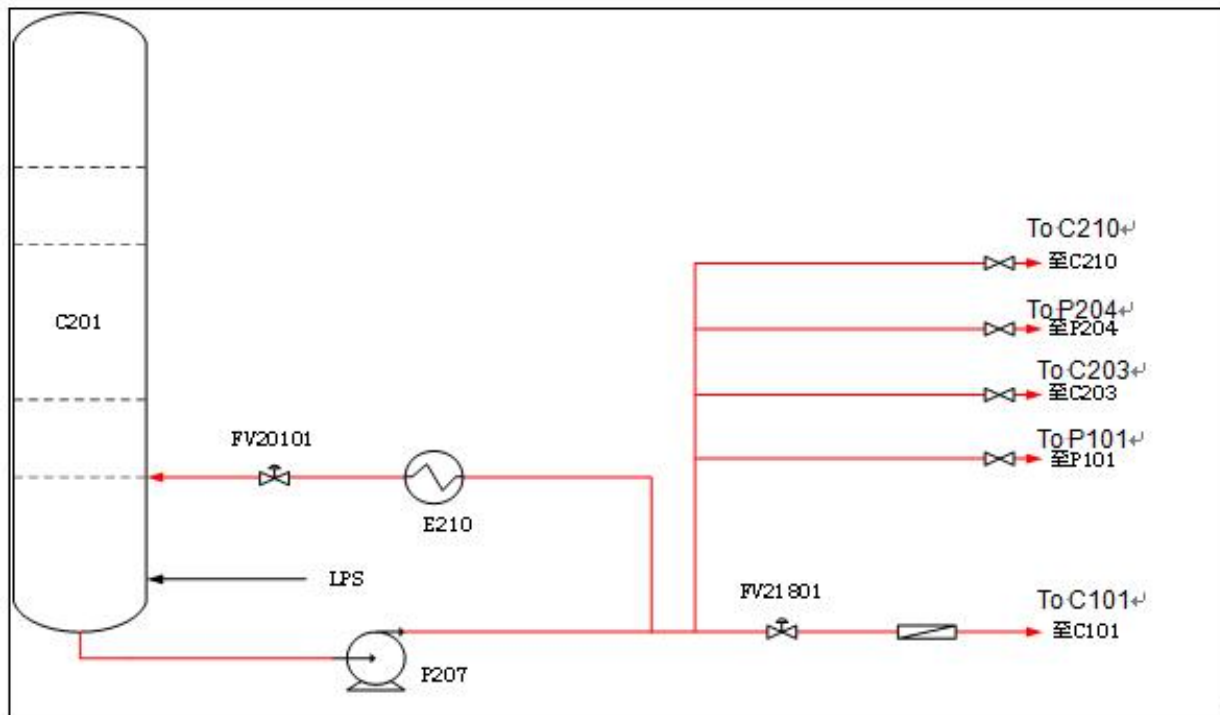 To C210↵
至C210
To P204↵
至P204
C201
To C203↵
至C203
FV20101
To P101↵
至P101
E210
LPS
FV21801
To C101↵
至C101
P207